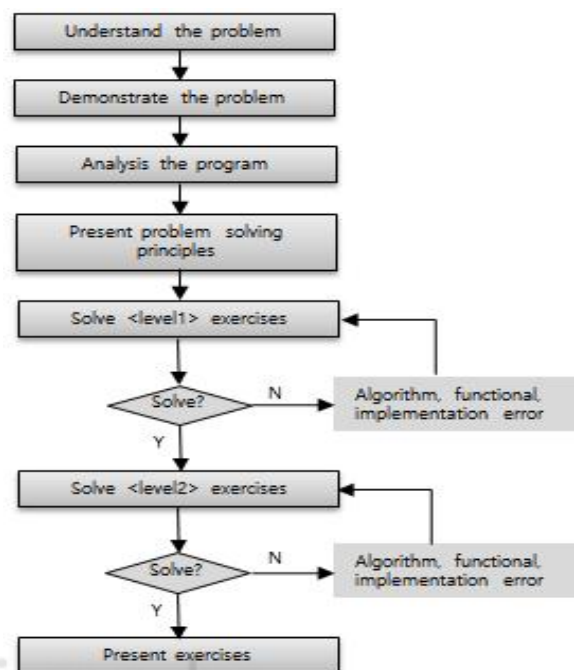 Understand the problem
Demonstrate the problem
Analysis the program
Present problem solving
principles
Solve <level1> exercises
Solve?
N
Algorithm, functional,
implementation error
Y
Solve <level2> exercises
Solve?
N
Algorithm, functional,
implementation error
Y
Present exercises